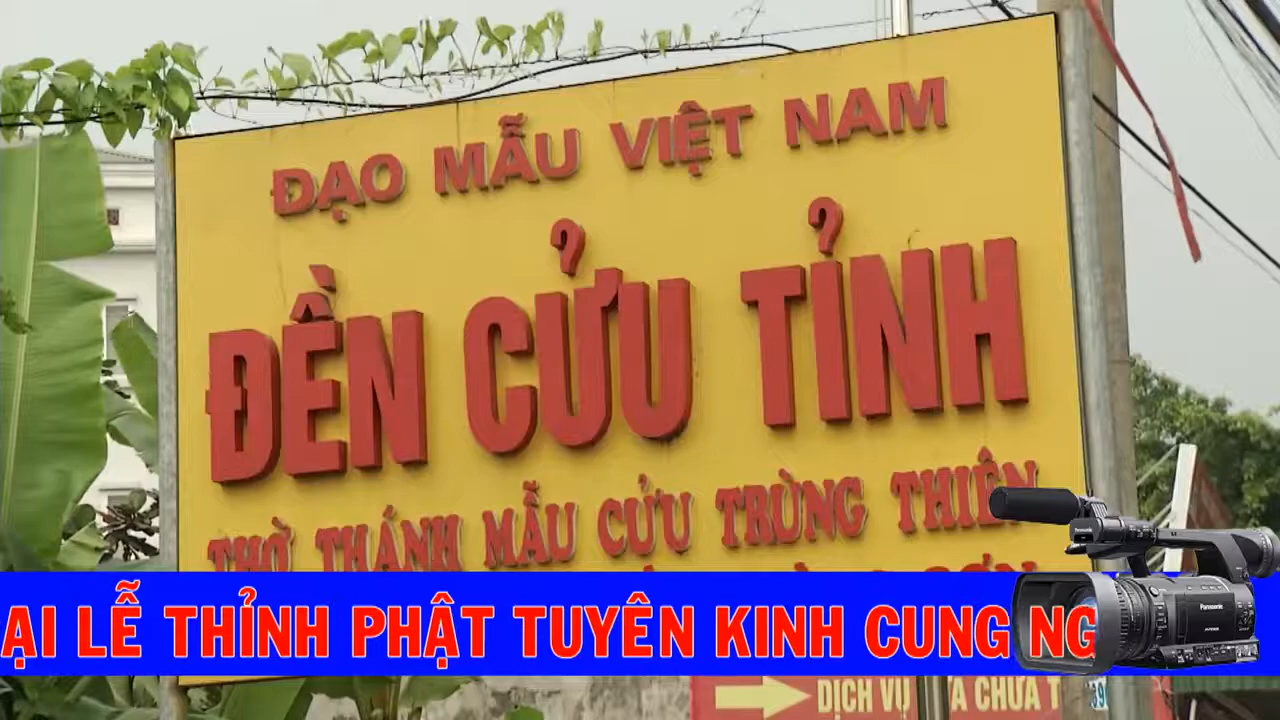 ĐẠO MẪU VIỆT NAM
ĐỀN CỬU TỈNH
THỜ THÁNH MẪU CỬU TRÙNG THIÊN
ẠI LỄ THỈNH PHẬT TUYÊN KINH CUNG NG
Panasonic
DỊCH VỤ